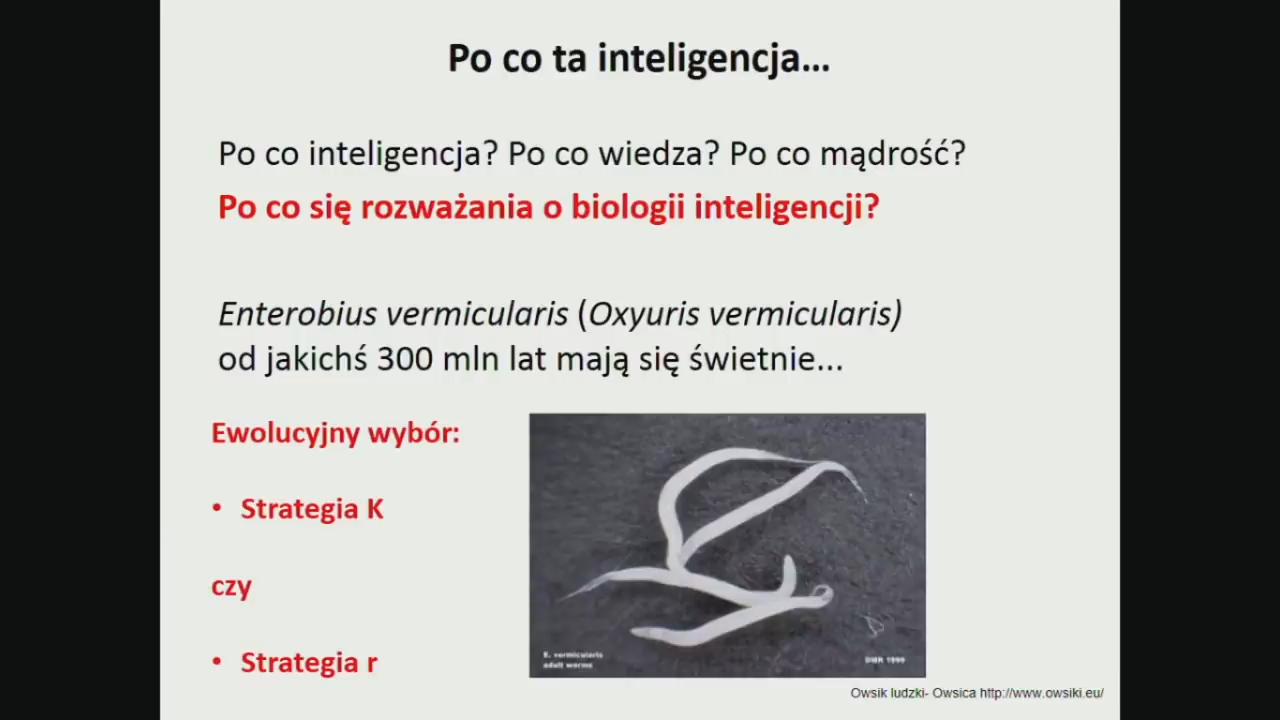 Po co ta inteligencja...
Po co inteligencja? Po co wiedza? Po co mądrość?
Po co się rozważania o biologii inteligencji?
Enterobius vermicularis (Oxyuris vermicularis)
od jakichś 300 mln lat mają się świetnie...
Ewolucyjny wybór:
• Strategia K
czy
• Strategia r
E. vermicularis
adult worms
DWR 1999
Owsik ludzki- Owsica http://www.owsiki.eu/